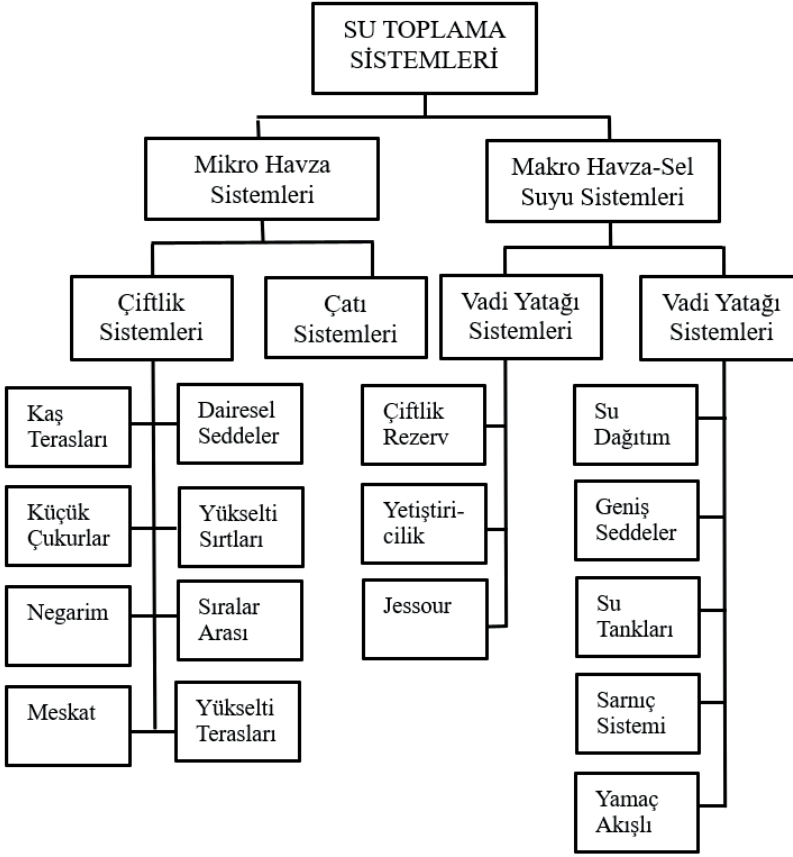 SU TOPLAMA
SİSTEMLERİ
Mikro Havza
Sistemleri
Makro Havza-Sel
Suyu Sistemleri
Çiftlik
Sistemleri
Çatı
Sistemleri
Vadi Yatağı
Sistemleri
Vadi Yatağı
Sistemleri
Kaş
Terasları
Dairesel
Seddeler
Küçük
Çukurlar
Yükselti
Sırtları
Negarim
Sıralar
Arası
Meskat
Yükselti
Terasları
Çiftlik
Rezerv
Yetiştiri-
cilik
Jessour
Su
Dağıtım
Geniş
Seddeler
Su
Tankları
Sarnıç
Sistemi
Yamaç
Akışlı